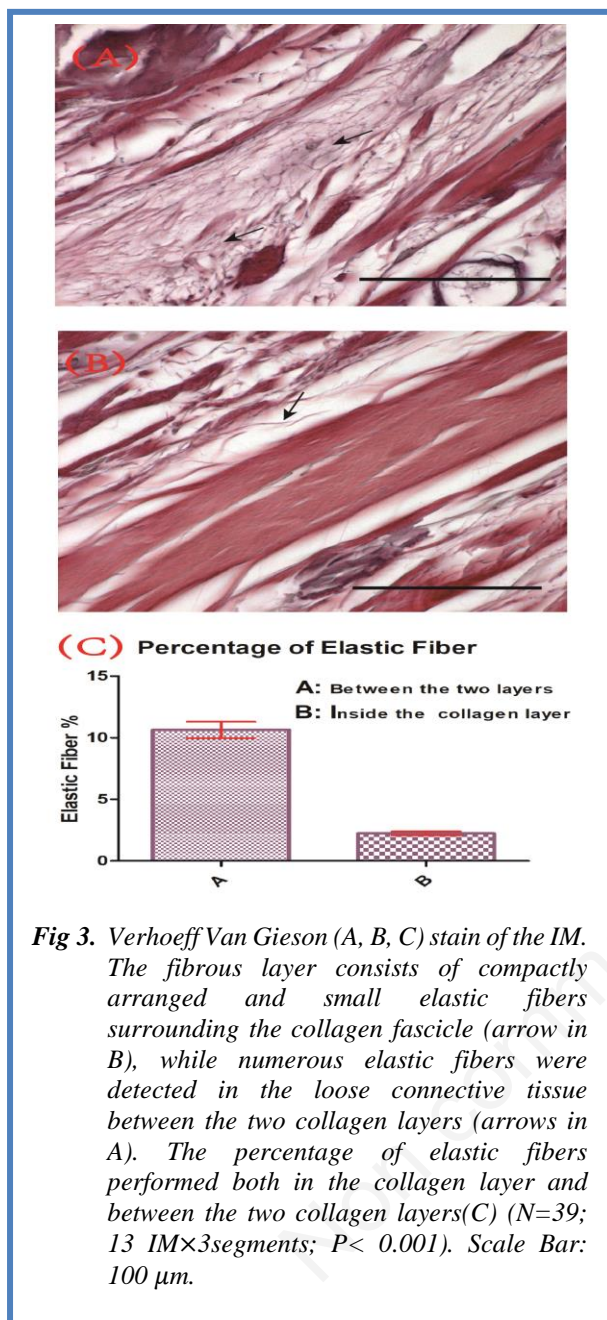 (A)
(B)
(C) Percentage of Elastic Fiber
15
A: Between the two layers
B: Inside the collagen layer
10
Elastic Fiber %
5
0
A
B
Fig 3. Verhoeff Van Gieson (A, B, C) stain of the IM.
The fibrous layer consists of compactly
arranged and small elastic fibers
surrounding the collagen fascicle (arrow in
B), while numerous elastic fibers were
detected in the loose connective tissue
between the two collagen layers (arrows in
A). The percentage of elastic fibers
performed both in the collagen layer and
between the two collagen layers(C) (N=39;
13 IM×3segments; P< 0.001). Scale Bar:
100 μm.
Non comm